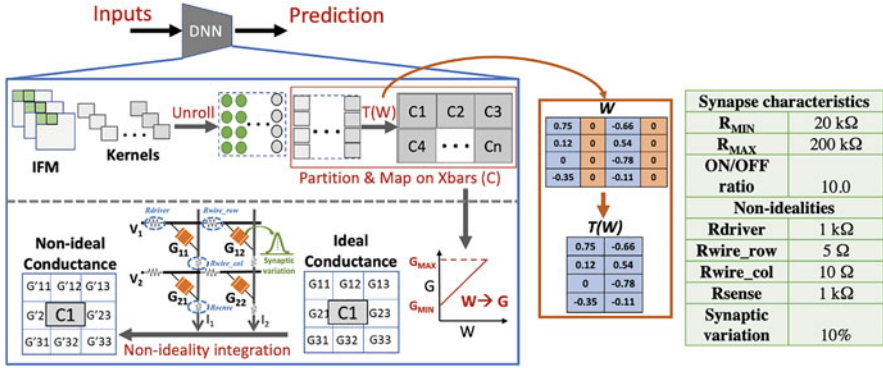 Inputs
DNN
Prediction
IFM
Kernels
Unroll
T(W)
C1 C2 C3
C4 Cn
Partition & Map on Xbars (C)
Non-ideal
Conductance
G'11 G'12 G'13
G'2 C1 G'23
G'31 G'32 G'33
Rdriver
Rwire_row
V1
G11
G12
Rwire_col
Synaptic
variation
V2
G21
G22
Rsense
I1
I2
Non-ideality integration
Ideal
Conductance
G11 G12 G13
G21 C1 G23
G31 G32 G33
GMAX
G
GMIN
W → G
W
W
0.75 0 -0.66 0
0.12 0 0.54 0
0 0 -0.78 0
-0.35 0 -0.11 0
T(W)
0.75 -0.66
0.12 0.54
0 -0.78
-0.35 -0.11
Synapse characteristics
RMIN 20 kΩ
RMAX 200 kΩ
ON/OFF
ratio 10.0
Non-idealities
Rdriver 1 kΩ
Rwire_row 5 Ω
Rwire_col 10 Ω
Rsense 1 kΩ
Synaptic
variation 10%